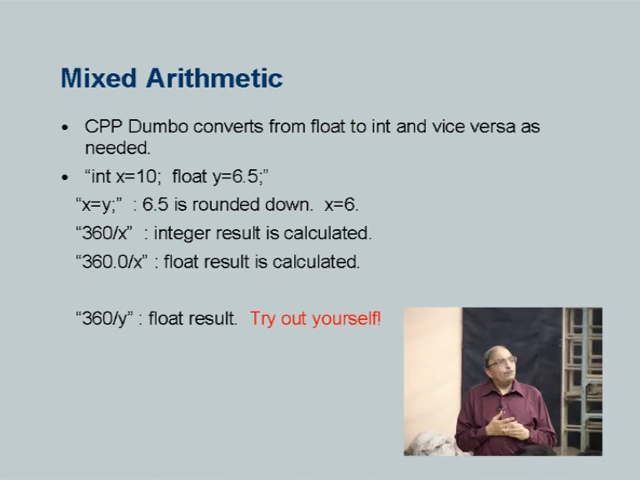 Mixed Arithmetic
• CPP Dumbo converts from float to int and vice versa as
needed.
• “int x=10;  float y=6.5;”
“x=y;”  : 6.5 is rounded down.  x=6.
“360/x”  : integer result is calculated.
“360.0/x” : float result is calculated.
“360/y” : float result.  Try out yourself!